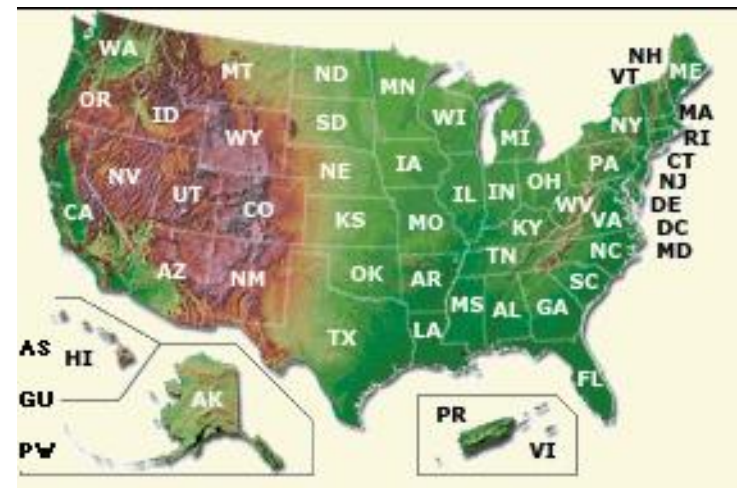 WA
MT
ND
MN
NH
VT
ME
OR
ID
SD
WI
MI
NY
MA
RI
WY
NE
IA
PA
CT
NV
UT
CO
IL
IN
OH
NJ
WV
DE
CA
KS
MO
KY
VA
DC
AZ
NM
OK
AR
TN
NC
MD
SC
TX
LA
MS
AL
GA
FL
AS
HI
GU
AK
PW
PR
VI